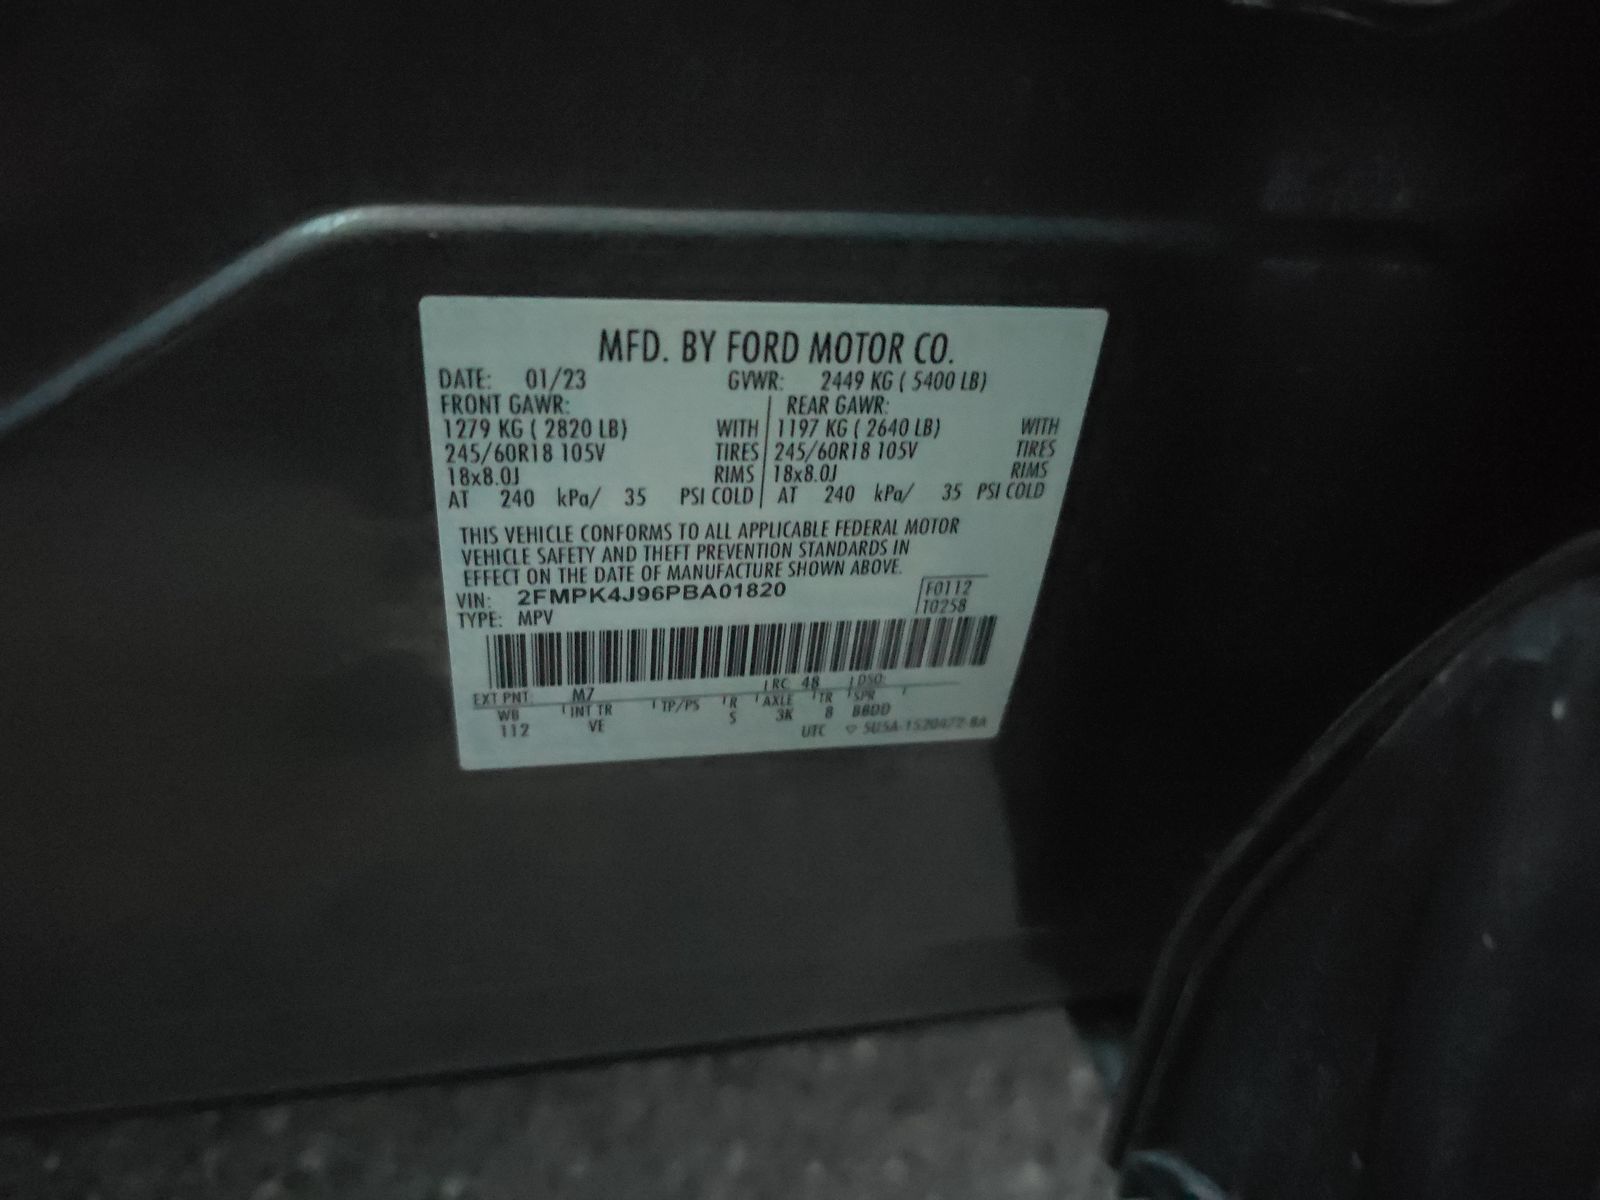 MFD. BY FORD MOTOR CO.
DATE: 01/23 GVWR: 2449 KG ( 5400 LB)
FRONT GAWR: REAR GAWR:
1279 KG ( 2820 LB) WITH 1197 KG ( 2640 LB) WITH
245/60R18 105V TIRES 245/60R18 105V TIRES
18x8.0J RIMS 18x8.0J RIMS
AT 240 kPa/ 35 PSI COLD AT 240 kPa/ 35 PSI COLD
THIS VEHICLE CONFORMS TO ALL APPLICABLE FEDERAL MOTOR
VEHICLE SAFETY AND THEFT PREVENTION STANDARDS IN
EFFECT ON THE DATE OF MANUFACTURE SHOWN ABOVE.
VIN: 2FMPK4J96PBA01820 F0112
TYPE: MPV T0258
EXT PNT: M7 RC: 48 DSO:
WB INT TR TP/PS R AXLE TR SPR
112 VE S 3K 8 BBDD
UTC